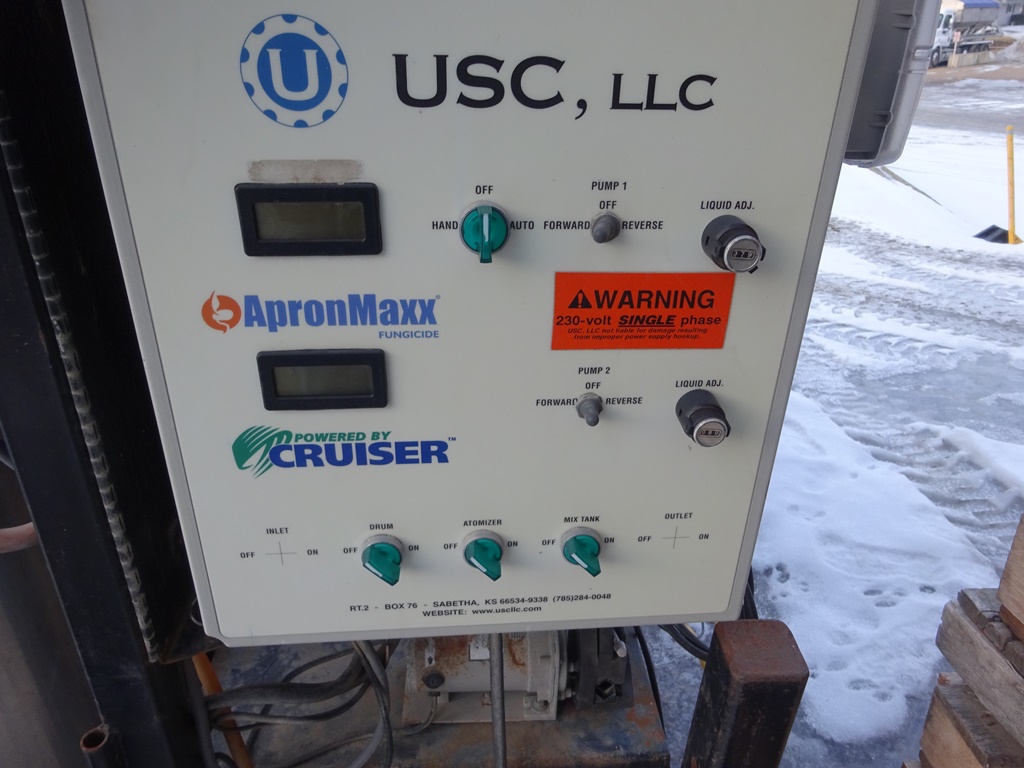 U
USC, LLC
OFF
HAND AUTO
PUMP 1
OFF
FORWARD REVERSE
LIQUID ADJ.
ApronMaxx®
FUNGICIDE
WARNING
230-volt SINGLE phase
USC, LLC not liable for damage resulting
from improper power supply hookup.
PUMP 2
OFF
FORWARD REVERSE
LIQUID ADJ.
POWERED BY
CRUISER™
INLET
OFF ON
DRUM
OFF ON
ATOMIZER
OFF ON
MIX TANK
OFF ON
OUTLET
OFF ON
RT.2 - BOX 76 - SABETHA, KS 66534-9338 (785)284-0048
WEBSITE: www.uscllc.com